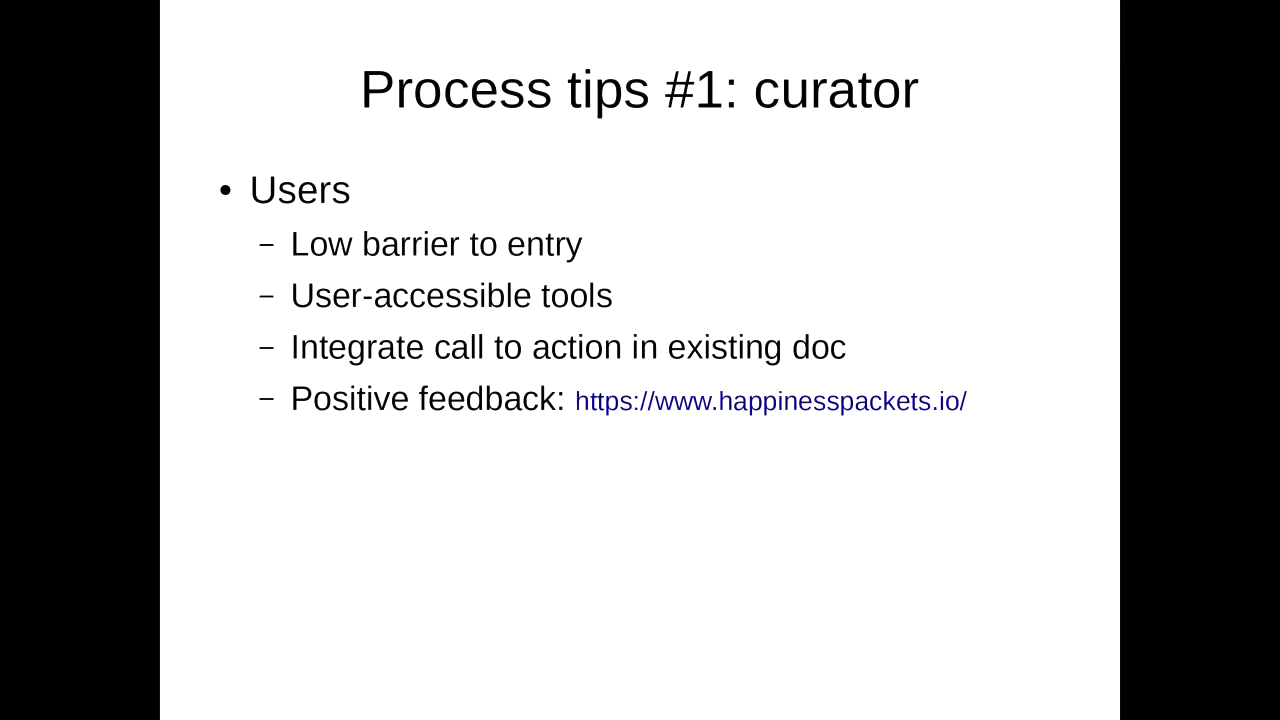 Process tips #1: curator
• Users
– Low barrier to entry
– User-accessible tools
– Integrate call to action in existing doc
– Positive feedback: https://www.happinesspackets.io/